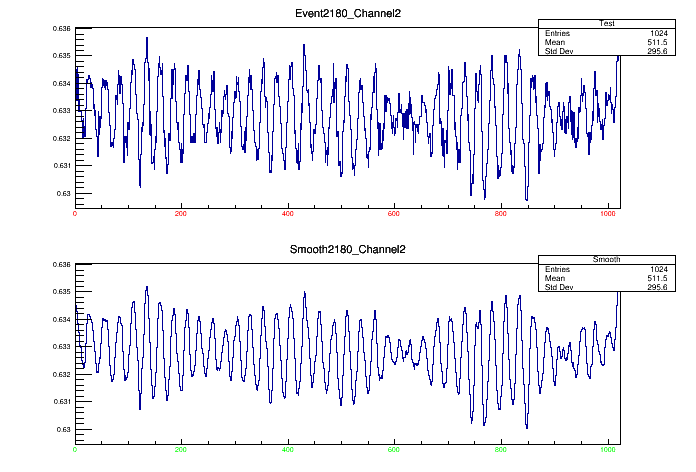 Event2180_Channel2
Test
Entries 1024
Mean 511.5
Std Dev 295.6
0.636
0.635
0.634
0.633
0.632
0.631
0.63
0 200 400 600 800 1000
Smooth2180_Channel2
Smooth
Entries 1024
Mean 511.5
Std Dev 295.6
0.636
0.635
0.634
0.633
0.632
0.631
0.63
0 200 400 600 800 1000